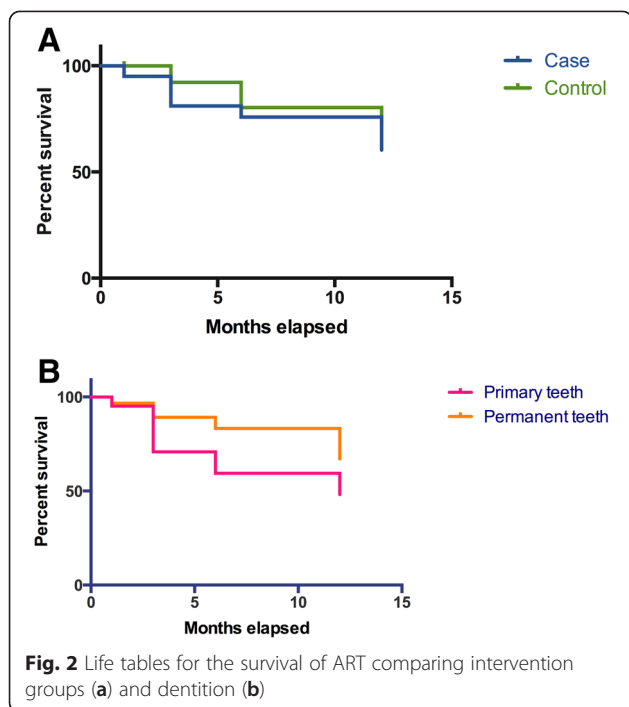 A
Case
Control
100
50
0
Percent survival
0 5 10 15
Months elapsed
B
Primary teeth
Permanent teeth
100
50
0
Percent survival
0 5 10 15
Months elapsed
Fig. 2 Life tables for the survival of ART comparing intervention
groups (a) and dentition (b)